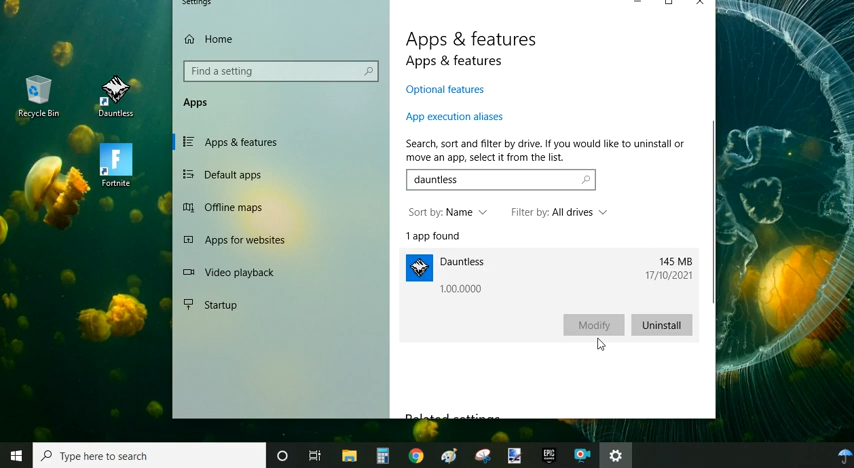 Settings
Home
Find a setting
Apps
Apps & features
Default apps
Offline maps
Apps for websites
Video playback
Startup
Apps & features
Apps & features
Optional features
App execution aliases
Search, sort and filter by drive. If you would like to uninstall or
move an app, select it from the list.
dauntless
Sort by: Name
Filter by: All drives
1 app found
Dauntless
145 MB
17/10/2021
1.00.0000
Modify
Uninstall
Related settings
Recycle Bin
Dauntless
F
Fortnite
Type here to search
EPIC